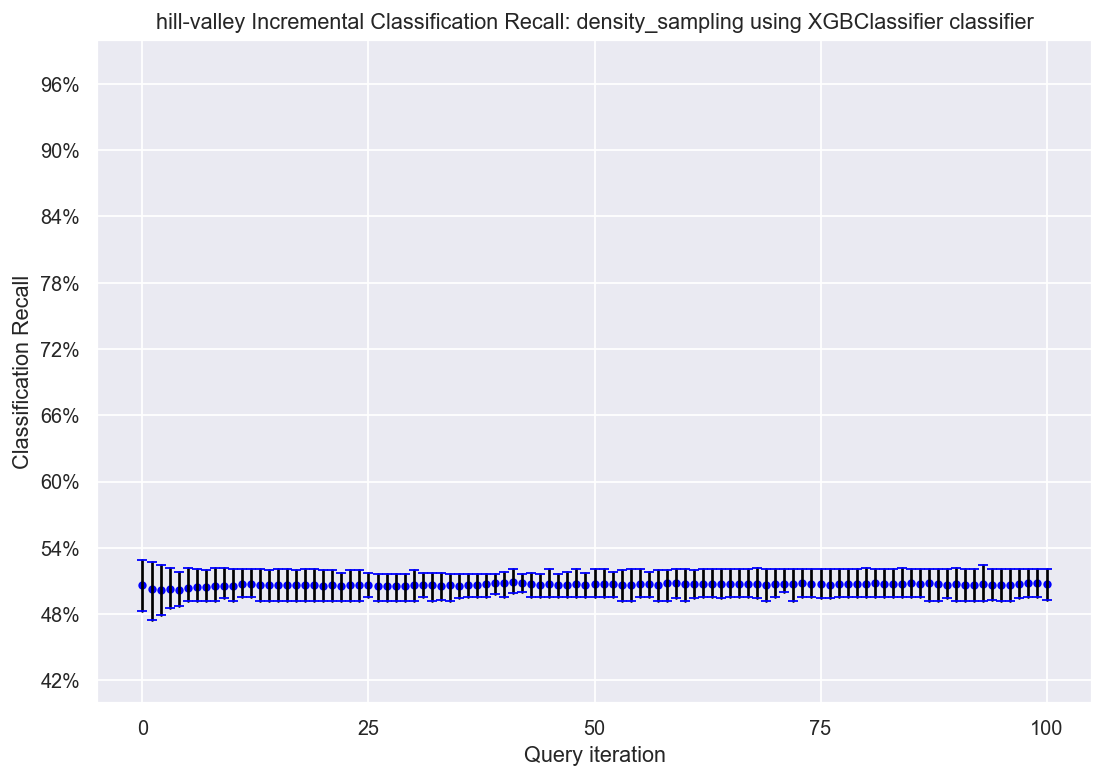 hill-valley Incremental Classification Recall: density_sampling using XGBClassifier classifier
96%
90%
84%
78%
72%
66%
60%
54%
48%
42%
Classification Recall
0 25 50 75 100
Query iteration